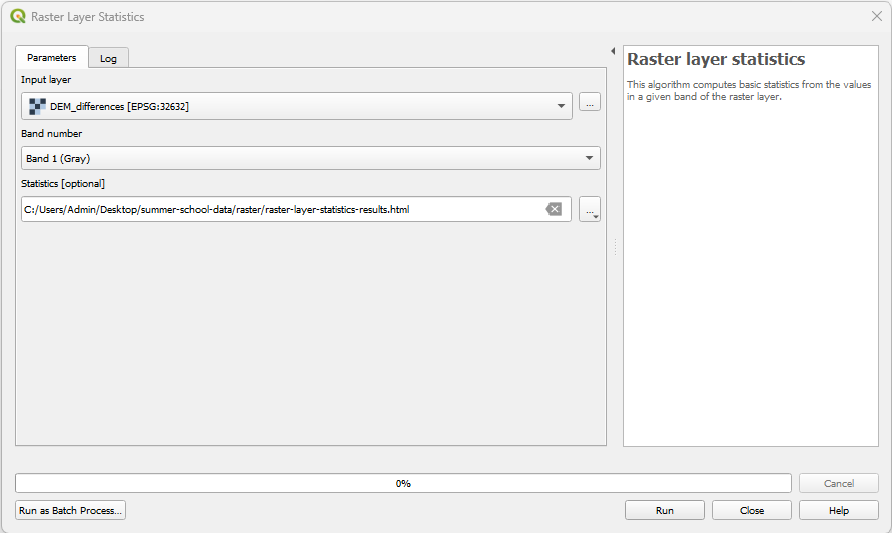 Raster Layer Statistics
Parameters
Log
Input layer
DEM_differences [EPSG:32632]
...
Band number
Band 1 (Gray)
Statistics [optional]
C:/Users/Admin/Desktop/summer-school-data/raster/raster-layer-statistics-results.html
...
Raster layer statistics
This algorithm computes basic statistics from the values
in a given band of the raster layer.
0%
Cancel
Run as Batch Process...
Run
Close
Help